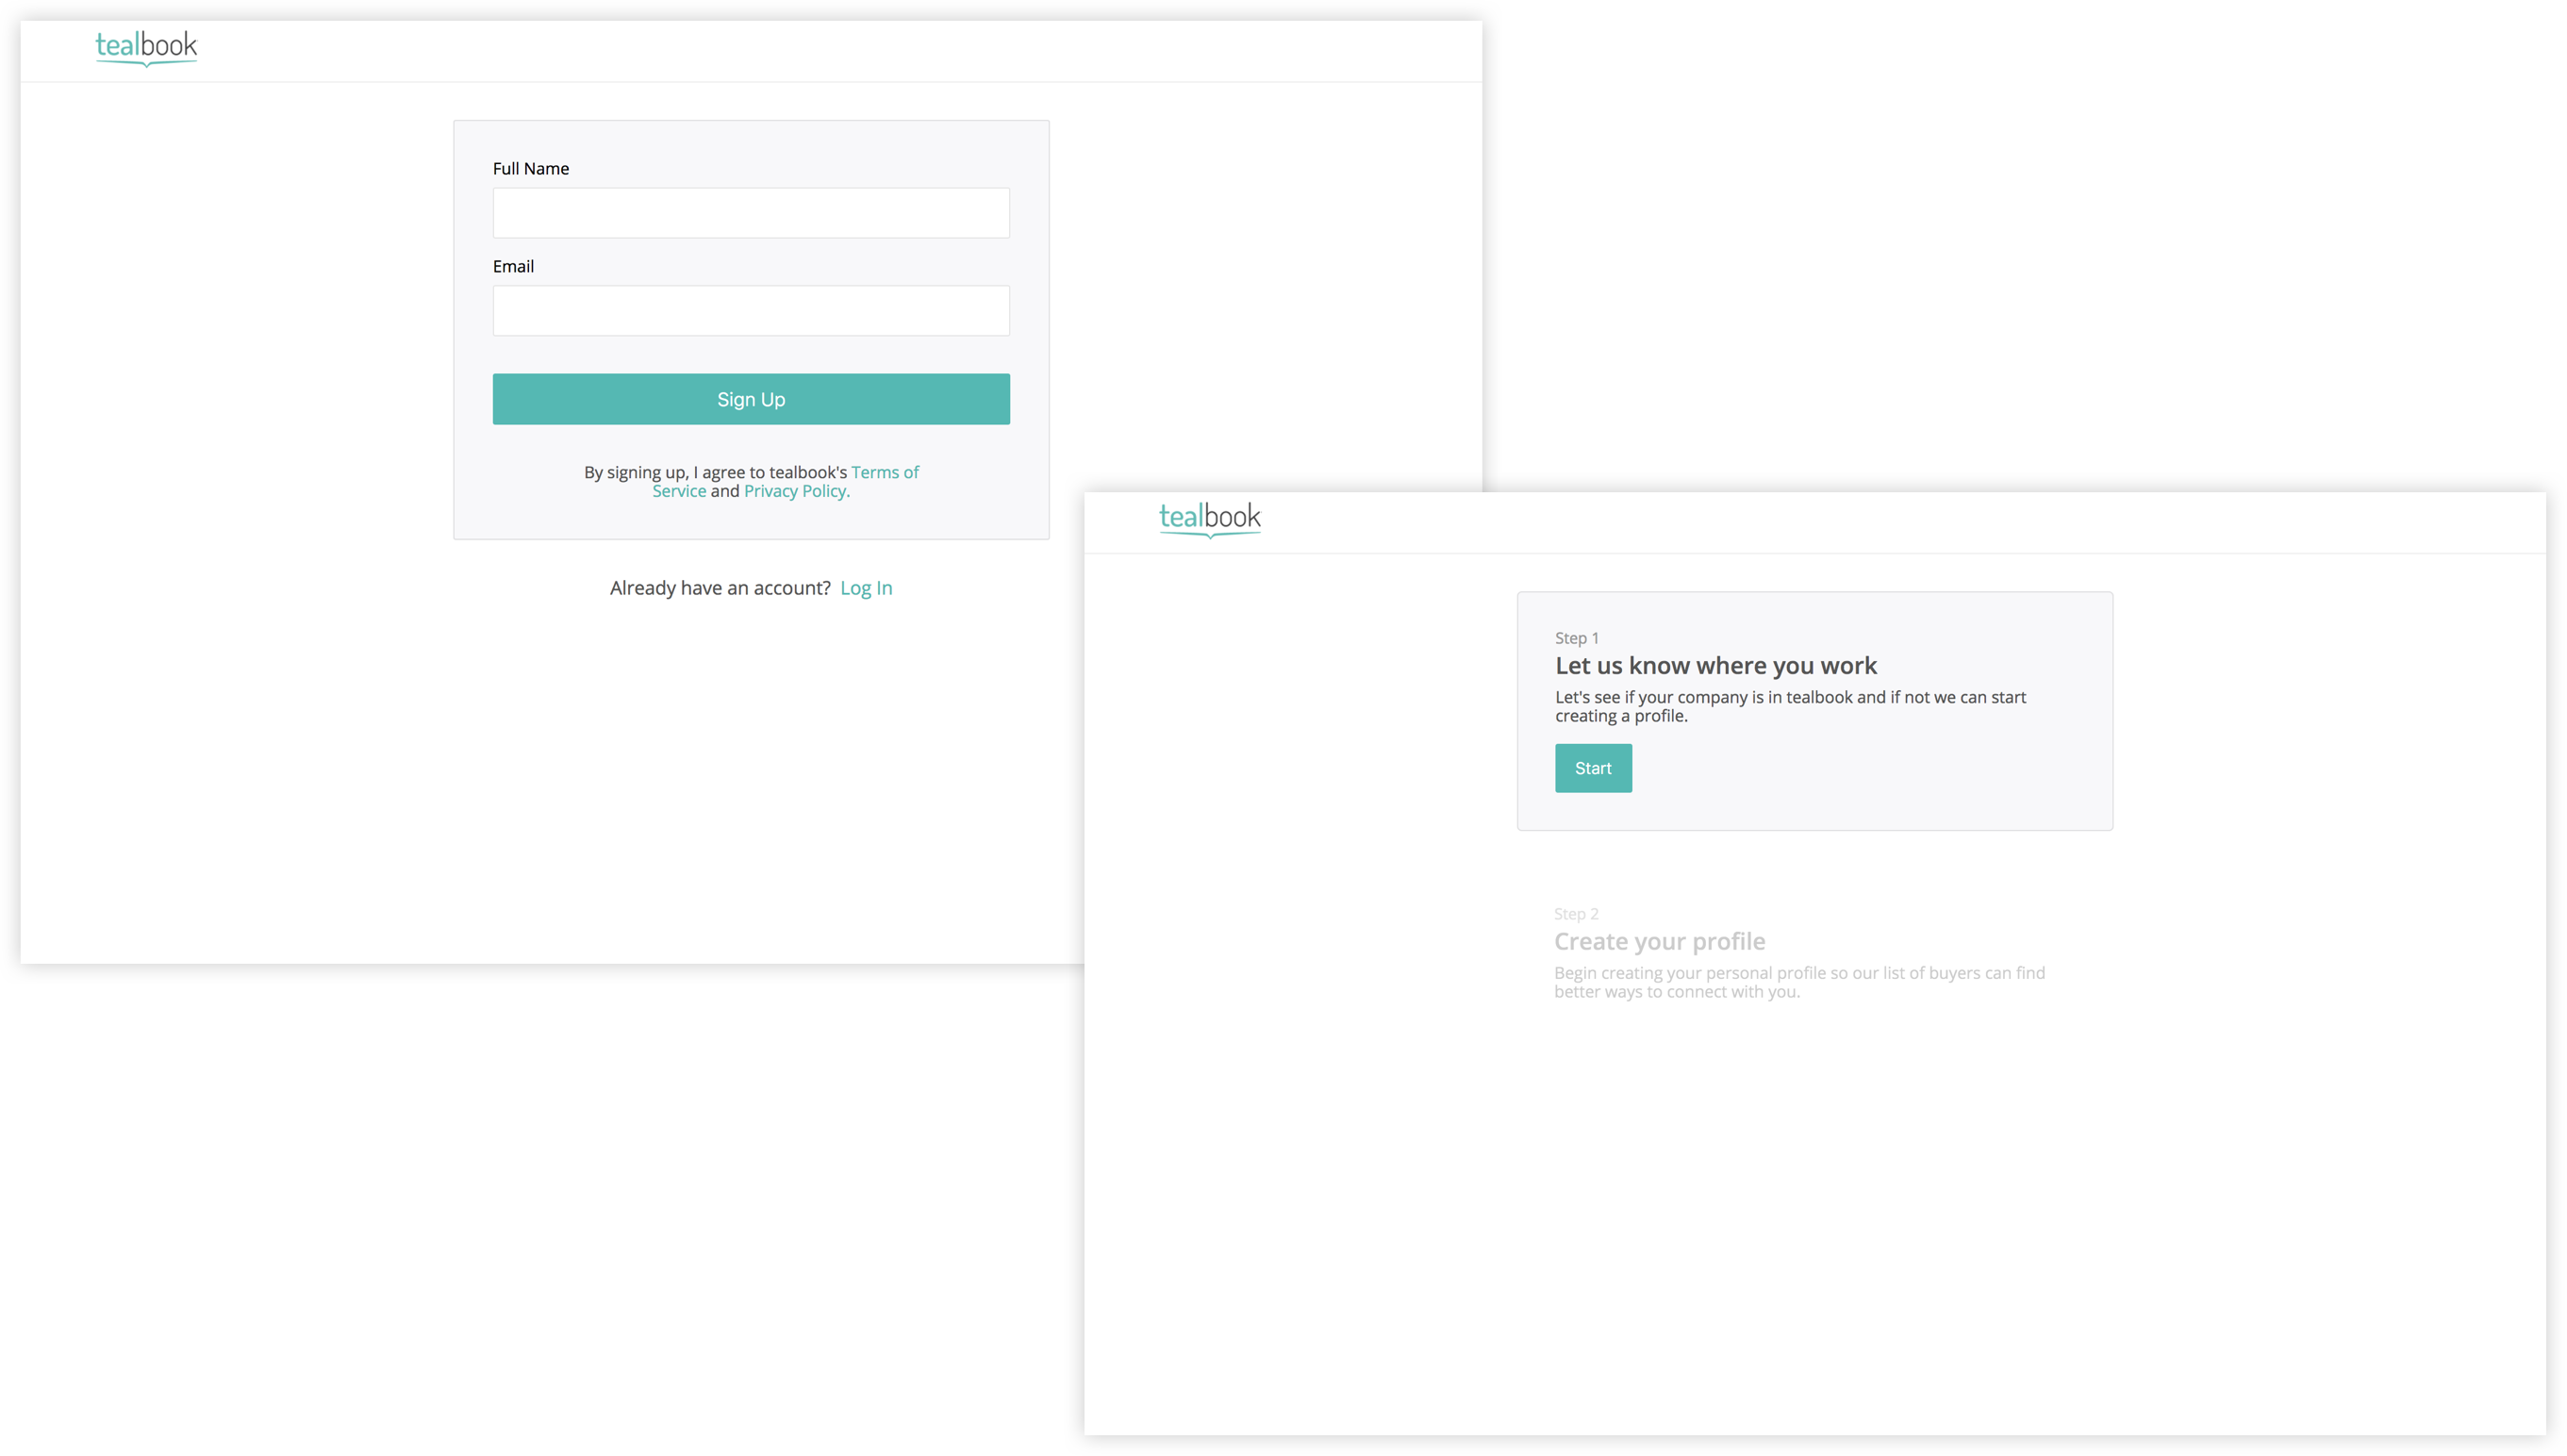 tealbook
Full Name
Email
Sign Up
By signing up, I agree to tealbook's Terms of
Service and Privacy Policy.
Already have an account? Log In
tealbook
Step 1
Let us know where you work
Let's see if your company is in tealbook and if not we can start
creating a profile.
Start
Step 2
Create your profile
Begin creating your personal profile so our list of buyers can find
better ways to connect with you.